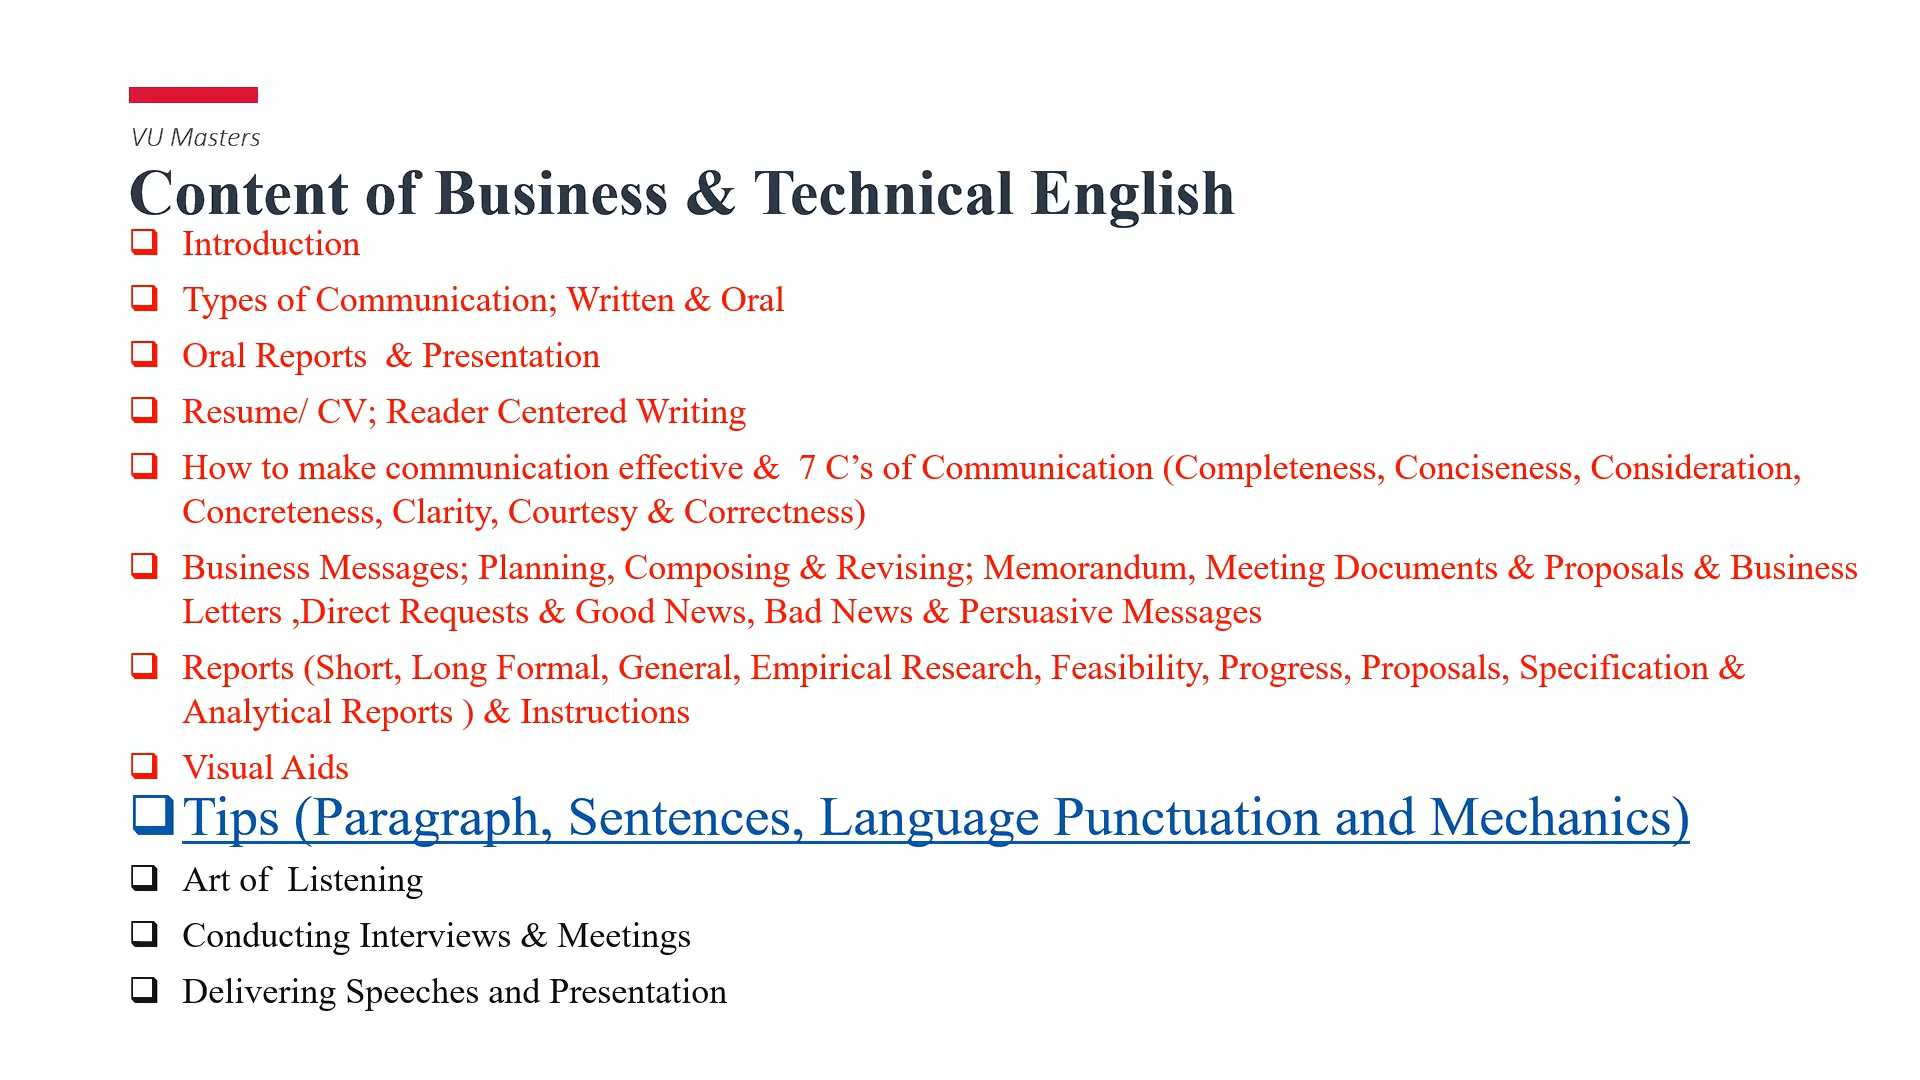 VU Masters
Content of Business & Technical English
❑ Introduction
❑ Types of Communication; Written & Oral
❑ Oral Reports  & Presentation
❑ Resume/ CV; Reader Centered Writing
❑ How to make communication effective &  7 C’s of Communication (Completeness, Conciseness, Consideration,
Concreteness, Clarity, Courtesy & Correctness)
❑ Business Messages; Planning, Composing & Revising; Memorandum, Meeting Documents & Proposals & Business
Letters ,Direct Requests & Good News, Bad News & Persuasive Messages
❑ Reports (Short, Long Formal, General, Empirical Research, Feasibility, Progress, Proposals, Specification &
Analytical Reports ) & Instructions
❑ Visual Aids
❑ Tips (Paragraph, Sentences, Language Punctuation and Mechanics)
❑ Art of  Listening
❑ Conducting Interviews & Meetings
❑ Delivering Speeches and Presentation